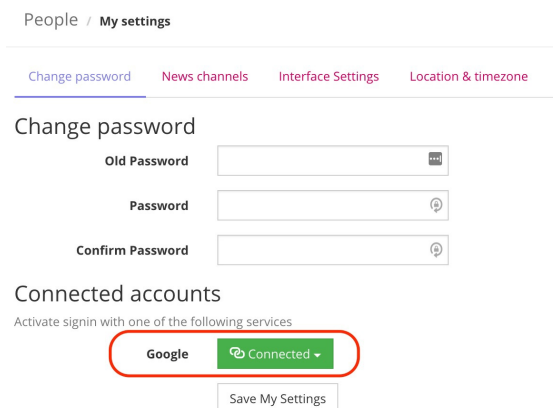 People / My settings
Change password News channels Interface Settings Location & timezone
Change password
Old Password
Password
Confirm Password
Connected accounts
Activate signin with one of the following services
Google Connected
Save My Settings